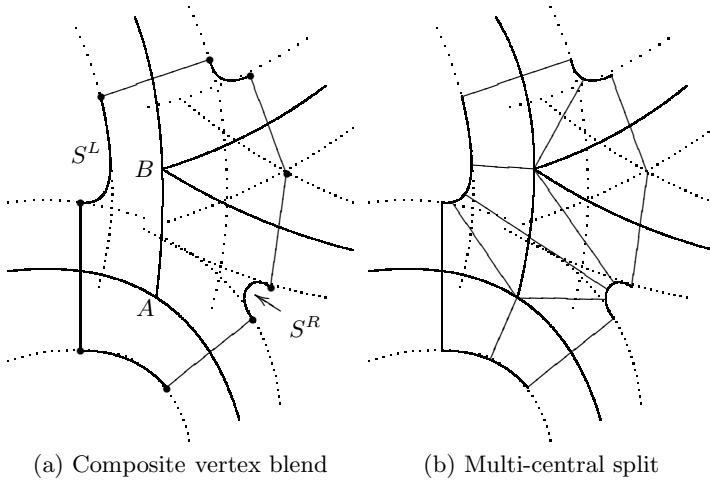 S^L
B
A
S^R
(a) Composite vertex blend
(b) Multi-central split